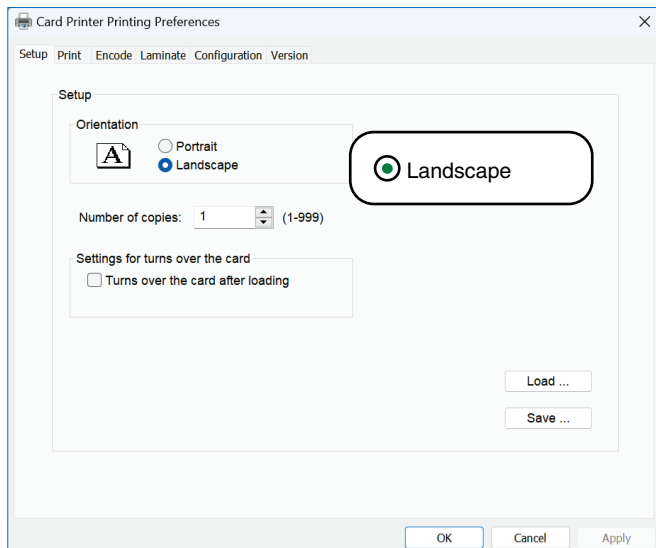 Card Printer Printing Preferences
Setup Print Encode Laminate Configuration Version
Setup
Orientation
A
Portrait
Landscape
Landscape
Number of copies: 1 (1-999)
Settings for turns over the card
Turns over the card after loading
Load ...
Save ...
OK Cancel Apply